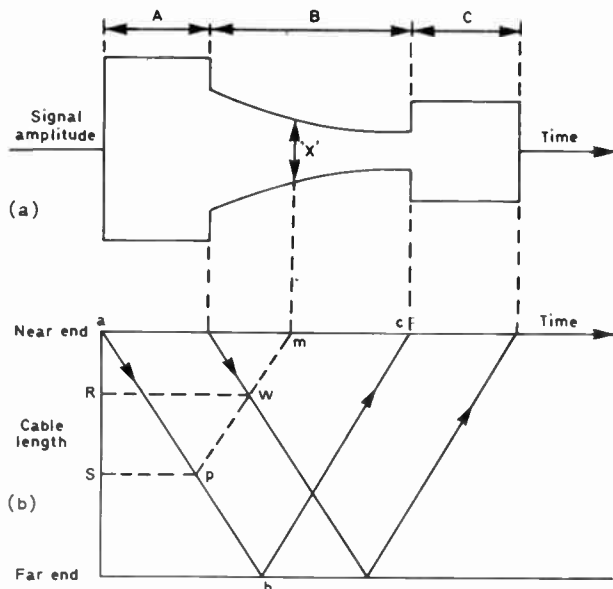 A B C
Signal
amplitude
'X'
Time
(a)
Near end
a
m
c
Time
R
W
Cable
length
S
p
(b)
Far end
b